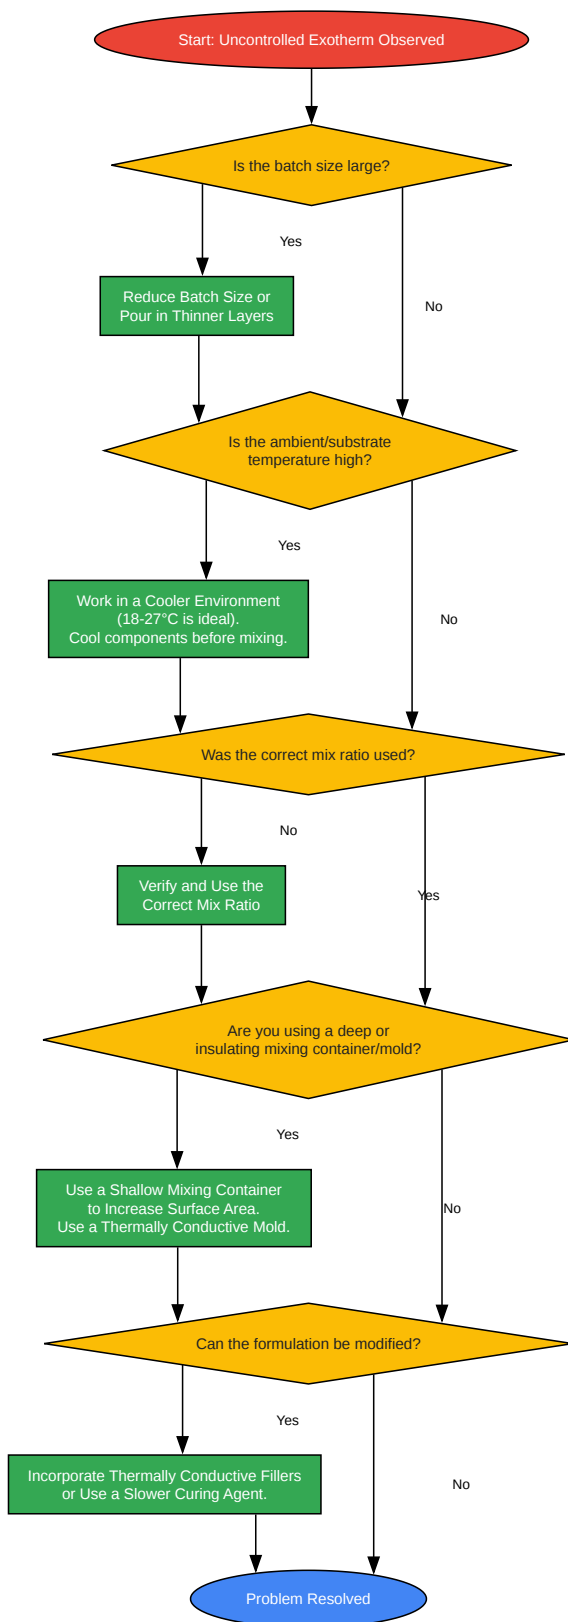 Start: Uncontrolled Exotherm Observed
Is the batch size large?
Yes
Reduce Batch Size or
Pour in Thinner Layers
No
Is the ambient/substrate
temperature high?
Yes
Work in a Cooler Environment
(18-27°C is ideal).
Cool components before mixing.
No
Was the correct mix ratio used?
No
Verify and Use the
Correct Mix Ratio
Yes
Are you using a deep or
insulating mixing container/mold?
Yes
Use a Shallow Mixing Container
to Increase Surface Area.
Use a Thermally Conductive Mold.
No
Can the formulation be modified?
Yes
Incorporate Thermally Conductive Fillers
or Use a Slower Curing Agent.
No
Problem Resolved